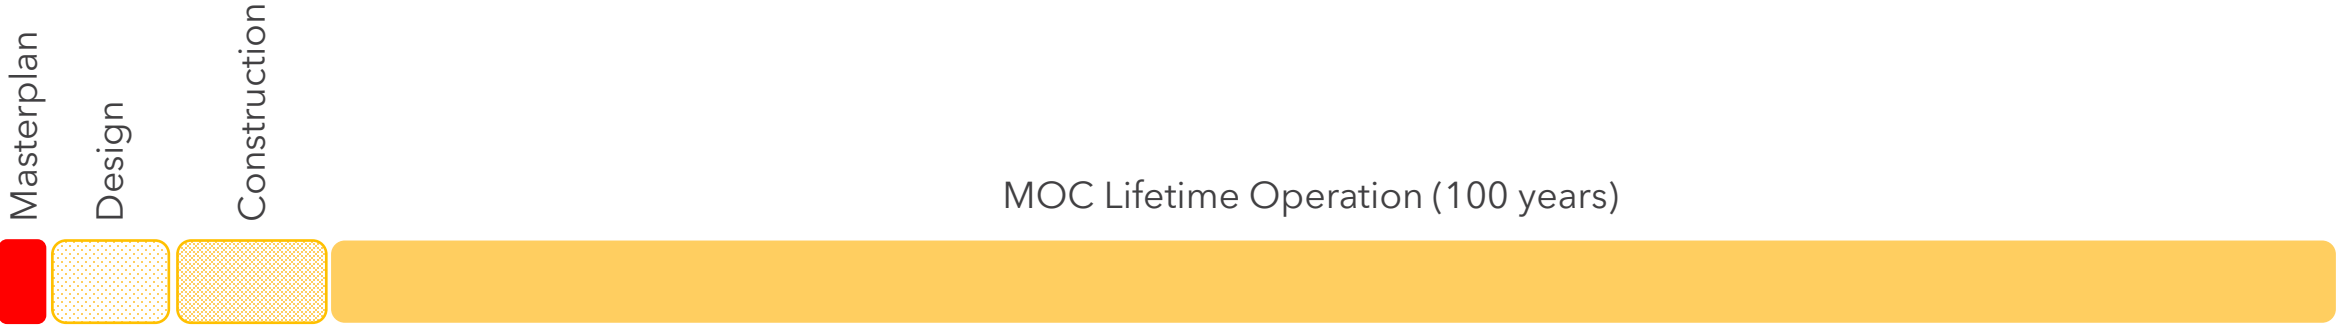 Masterplan
Design
Construction
MOC Lifetime Operation (100 years)